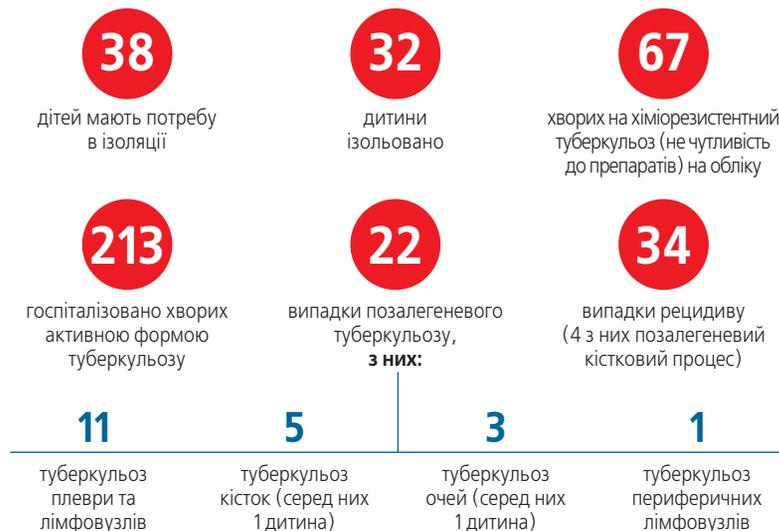 38
дітей мають потребу
в ізоляції
32
дитини
ізольовано
67
хворих на хіміорезистентний
туберкульоз (не чутливість
до препаратів) на обліку
213
госпіталізовано хворих
активною формою
туберкульозу
22
випадки позалегеневого
туберкульозу,
з них:
34
випадки рецидиву
(4 з них позалегеневий
кістковий процес)
11
туберкульоз
плеври та
лімфовузлів
5
туберкульоз
кісток (серед них
1 дитина)
3
туберкульоз
очей (серед них
1 дитина)
1
туберкульоз
периферичних
лімфовузлів